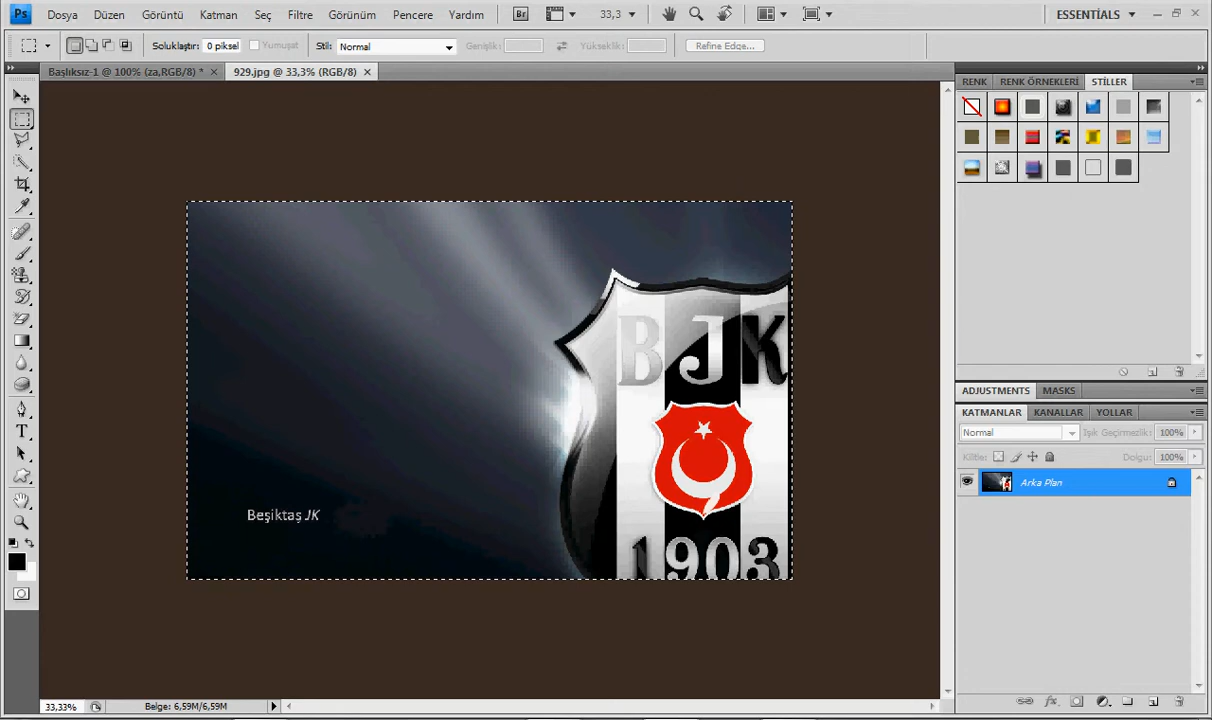 Ps Dosya Düzen Görüntü Katman Seç Filtre Görünüm Pencere Yardım Br 33,3 ESSENTİALS
Soluklaştır: 0 piksel Yumuşat Stil: Normal Genişlik: Yükseklik: Refine Edge...
Başlıksız-1 @ 100% (za,RGB/8) * 929.jpg @ 33,3% (RGB/8)
RENK RENK ÖRNEKLERİ STİLLER
BJK
1903
Beşiktaş JK
ADJUSTMENTS MASKS
KATMANLAR KANALLAR YOLLAR
Normal Işık Geçirmezlik: 100%
Kilitle: Dolgu: 100%
Arka Plan
33,33% Belge: 6,59M/6,59M